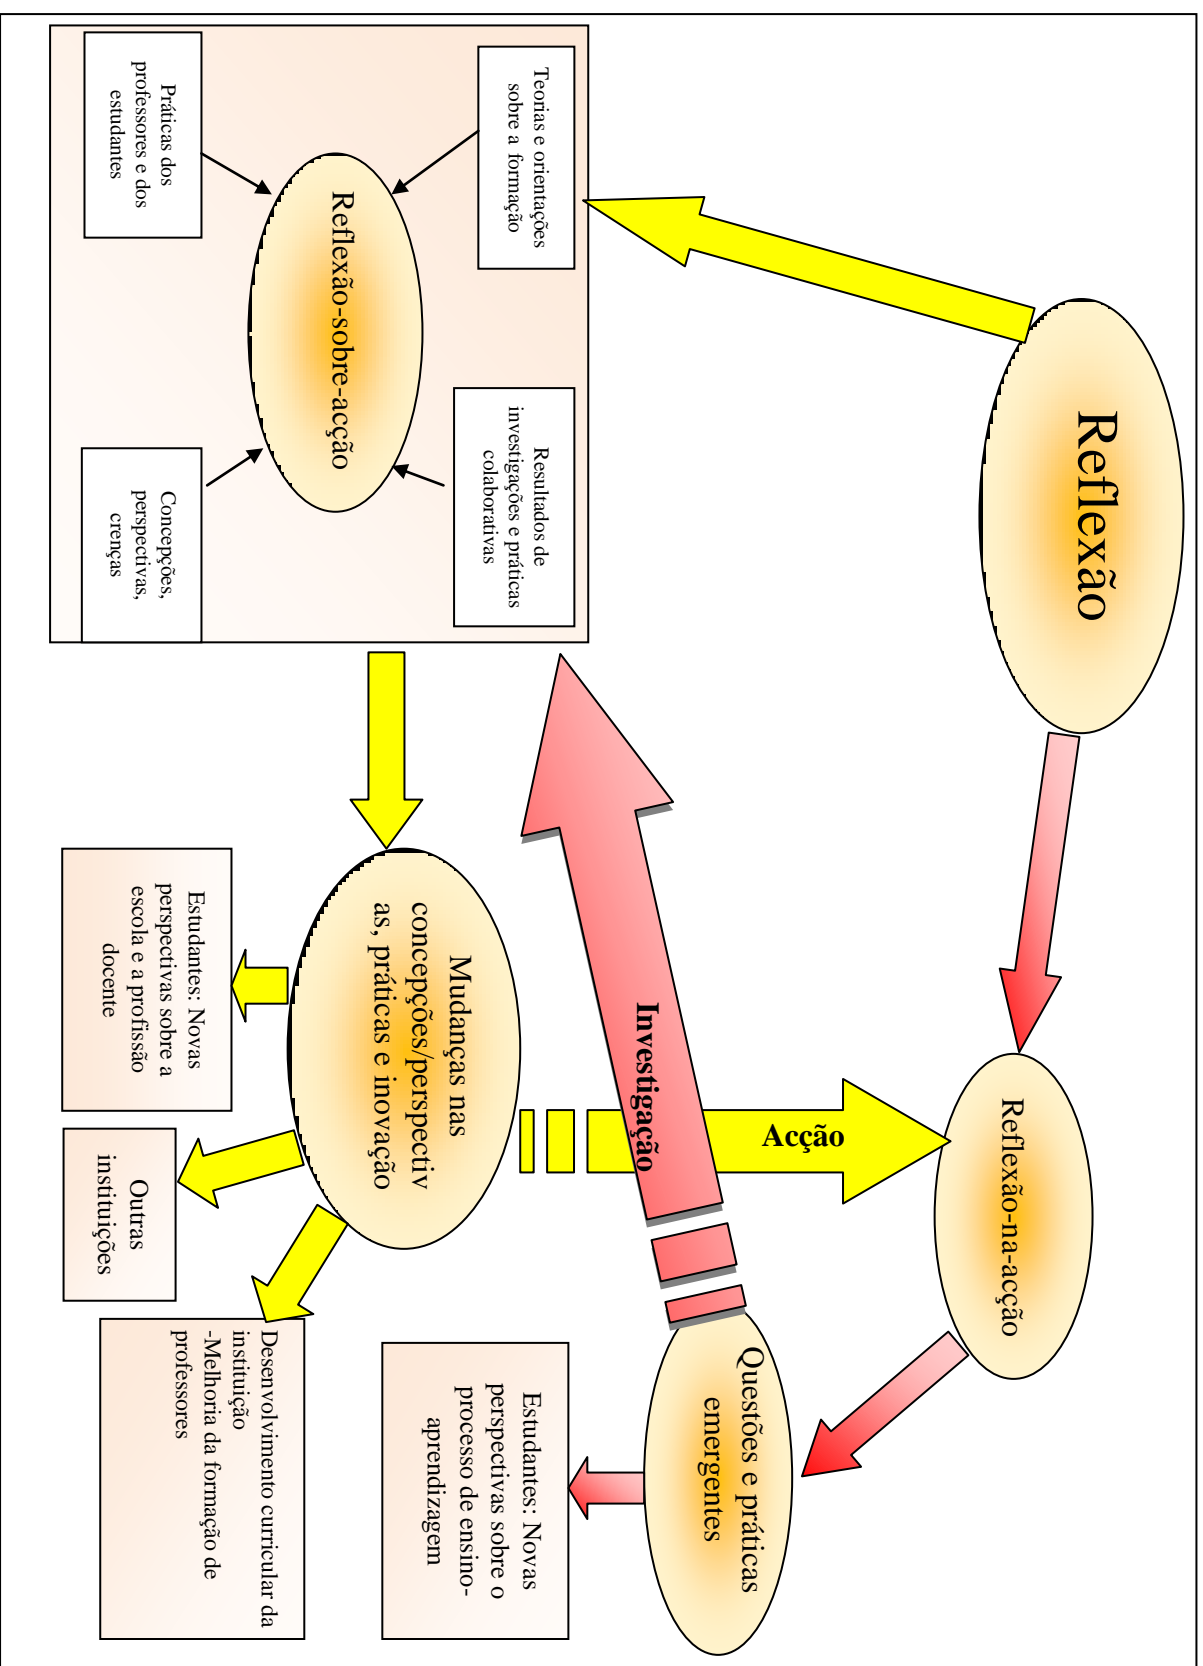 Reflexão
Teorias e orientações
sobre a formação
Práticas dos
professores e dos
estudantes
Reflexão-sobre-acção
Resultados de
investigações e práticas
colaborativas
Concepções,
perspectivas,
crenças
Reflexão-na-acção
Acção
Investigação
Mudanças nas
concepções/perspectiv
as, práticas e inovação
Questões e práticas
emergentes
Estudantes: Novas
perspectivas sobre o
processo de ensino-
aprendizagem
Estudantes: Novas
perspectivas sobre a
escola e a profissão
docente
Outras
instituições
Desenvolvimento curricular da
instituição
-Melhoria da formação de
professores